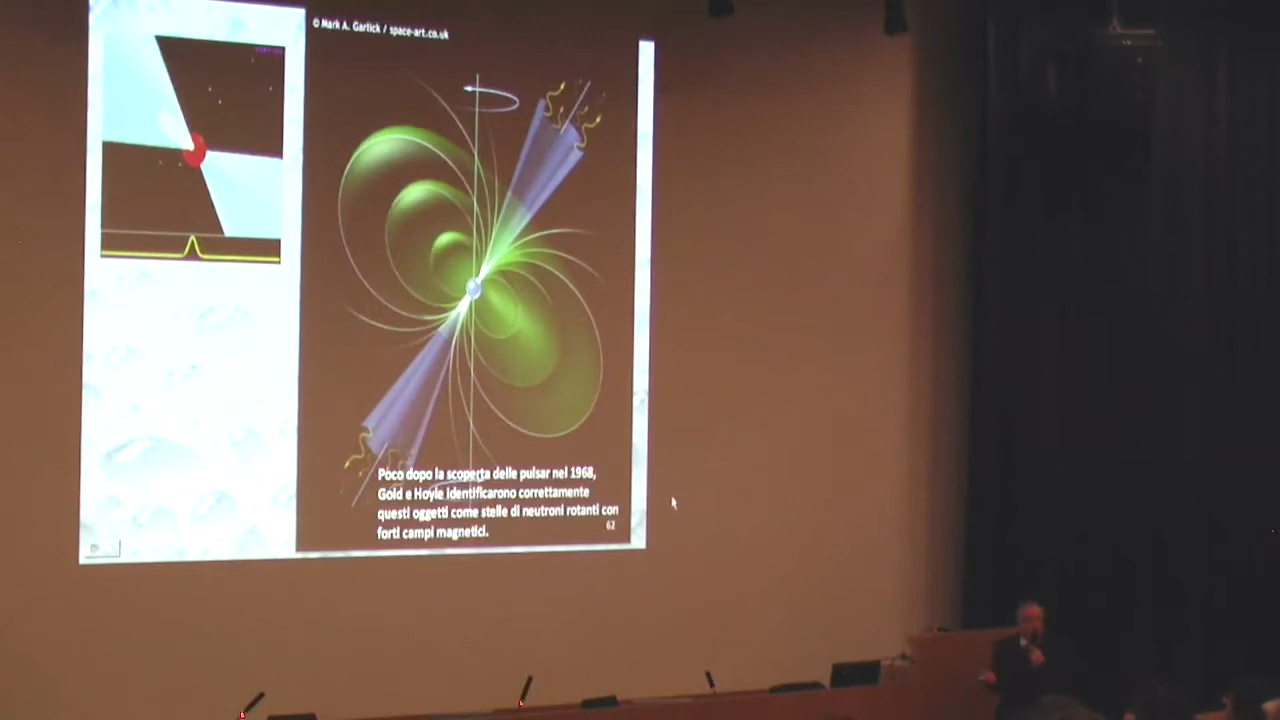 © Mark A. Garlick / space-art.co.uk
Poco dopo la scoperta delle pulsar nel 1968,
Gold e Hoyle identificarono correttamente
questi oggetti come stelle di neutroni rotanti con
forti campi magnetici.
62